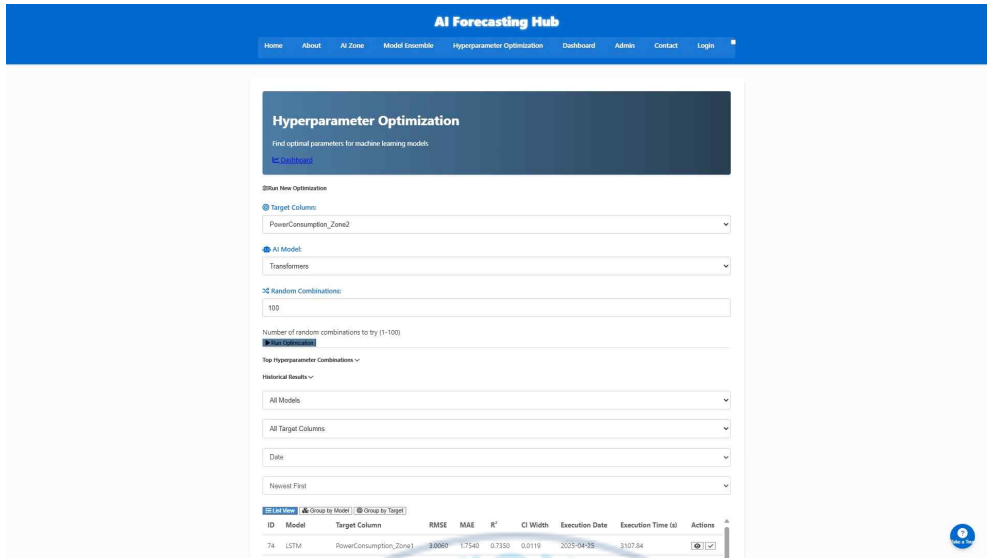 AI Forecasting Hub
Home About AI Zone Model Ensemble Hyperparameter Optimization Dashboard Admin Contact Login
Hyperparameter Optimization
Find optimal parameters for machine learning models
Dashboard
Run New Optimization
Target Column:
PowerConsumption_Zone2
AI Model:
Transformers
Random Combinations:
100
Number of random combinations to try (1-100)
Run Optimization
Top Hyperparameter Combinations
Historical Results
All Models
All Target Columns
Date
Newest First
List View Group by Model Group by Target
ID Model Target Column RMSE MAE R² CI Width Execution Date Execution Time (s) Actions
74 LSTM PowerConsumption_Zone1 3.0060 1.7540 0.7350 0.0119 2025-04-25 3107.84